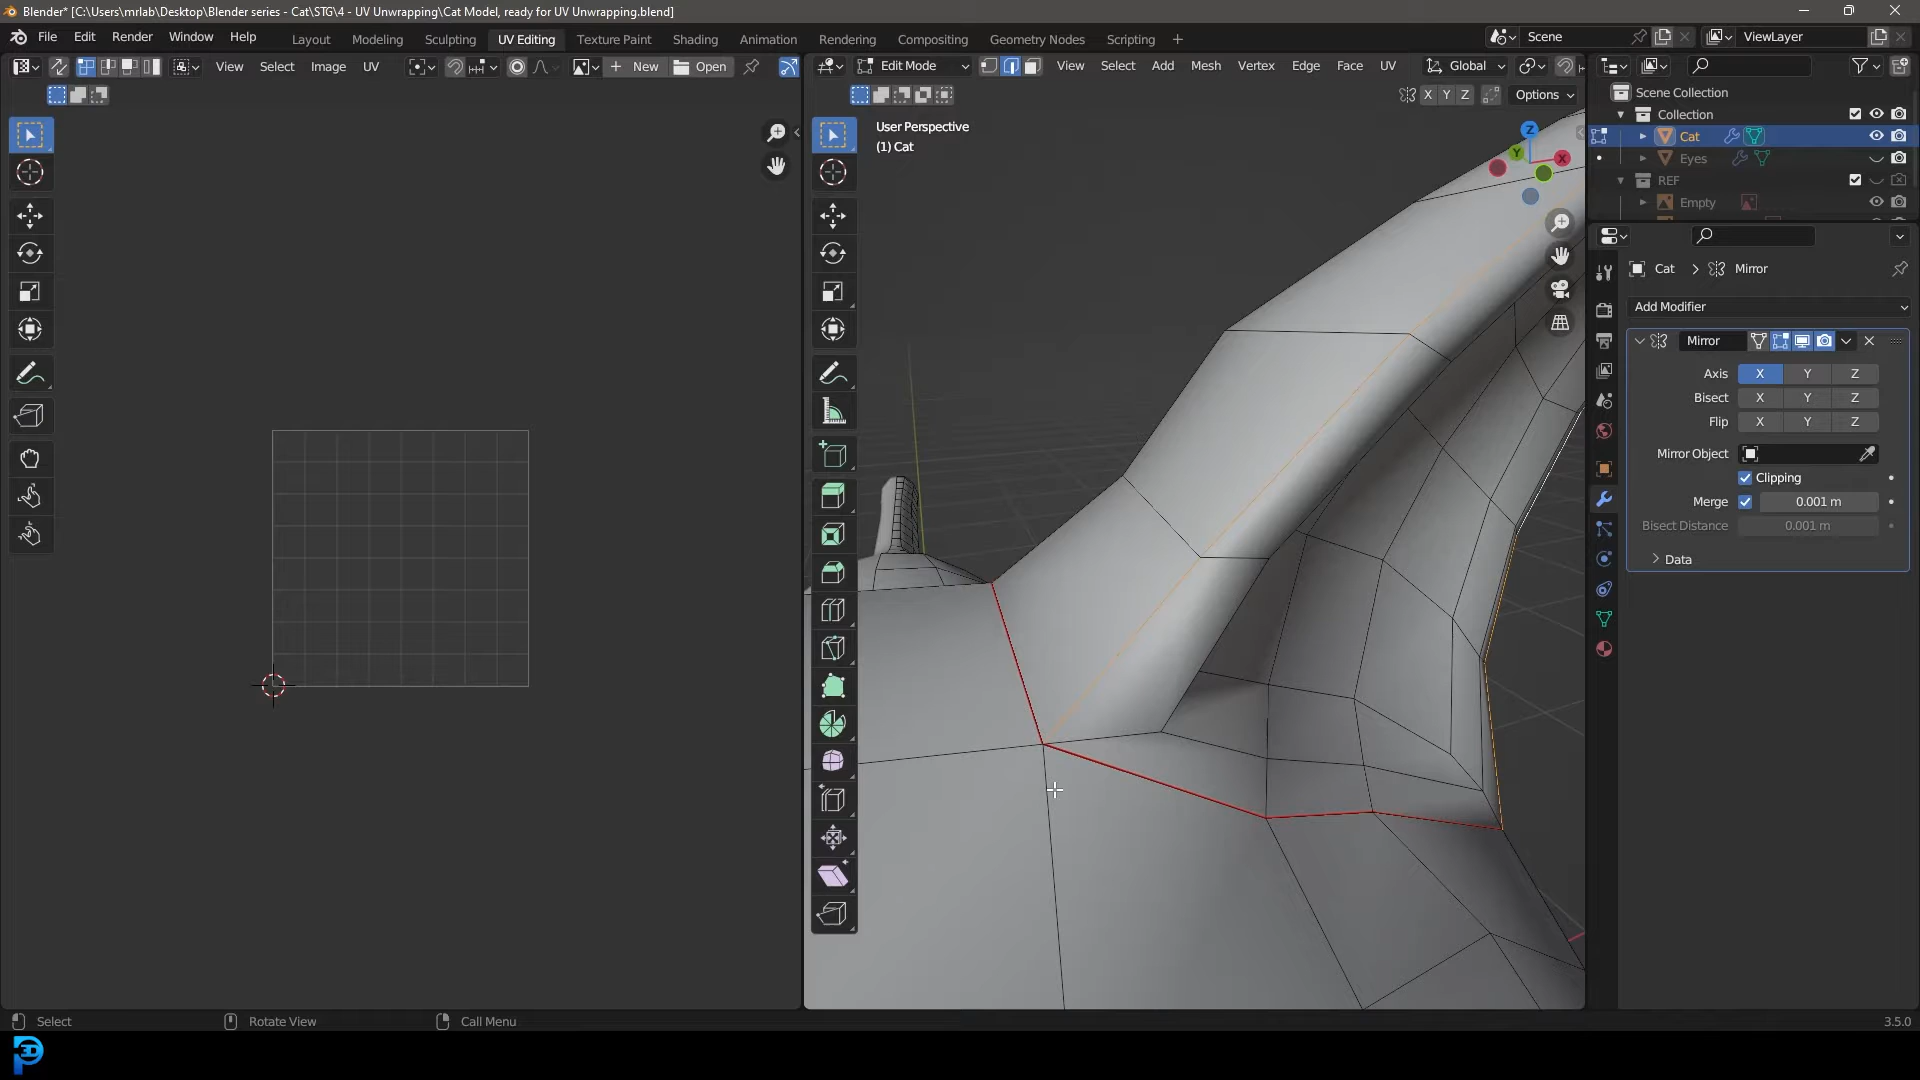 Blender* [C:\Users\mrlab\Desktop\Blender series - Cat\STG\4 - UV Unwrapping\Cat Model, ready for UV Unwrapping.blend]
File Edit Render Window Help Layout Modeling Sculpting UV Editing Texture Paint Shading Animation Rendering Compositing Geometry Nodes Scripting + Scene ViewLayer
View Select Image UV New Open Edit Mode View Select Add Mesh Vertex Edge Face UV Global
X Y Z Options
User Perspective
(1) Cat
Z
Y
X
Scene Collection
Collection
Cat
Eyes
REF
Empty
Cat > Mirror
Add Modifier
Mirror
Axis X Y Z
Bisect X Y Z
Flip X Y Z
Mirror Object
Clipping
Merge 0.001 m
Bisect Distance 0.001 m
Data
Select Rotate View Call Menu 3.5.0